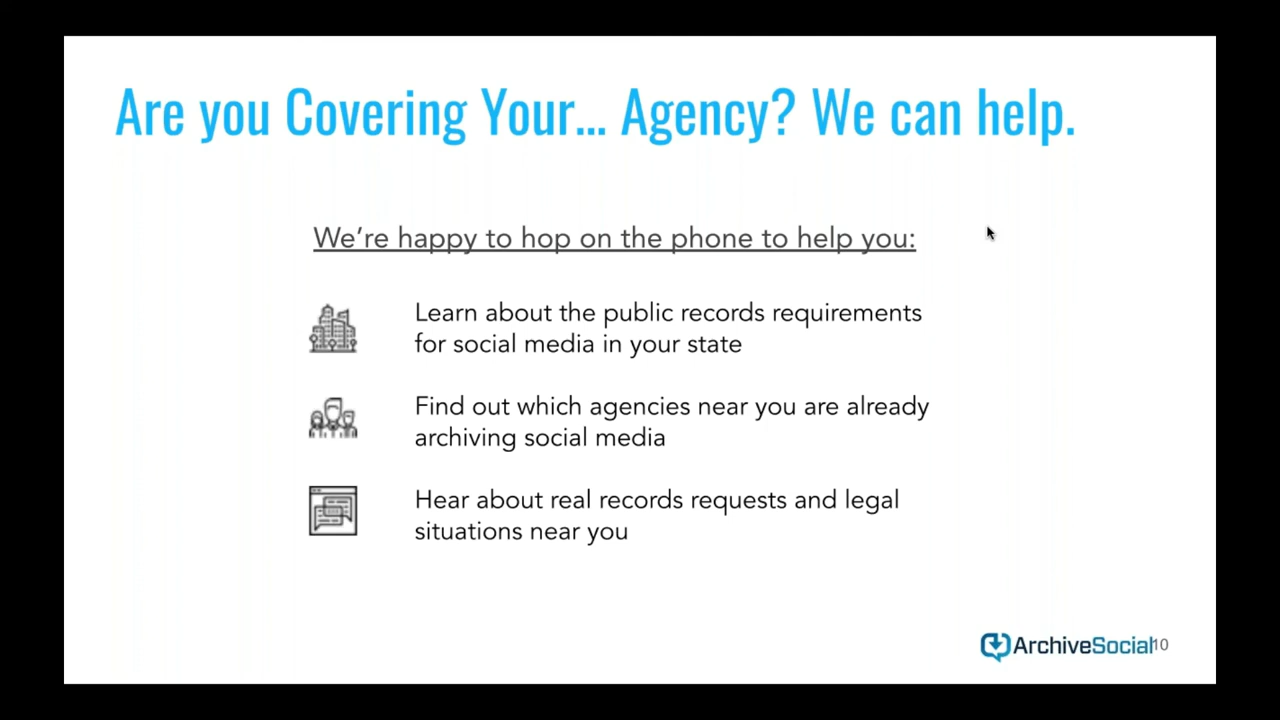 Are you Covering Your... Agency? We can help.
We're happy to hop on the phone to help you:
Learn about the public records requirements
for social media in your state
Find out which agencies near you are already
archiving social media
Hear about real records requests and legal
situations near you
ArchiveSocial 10